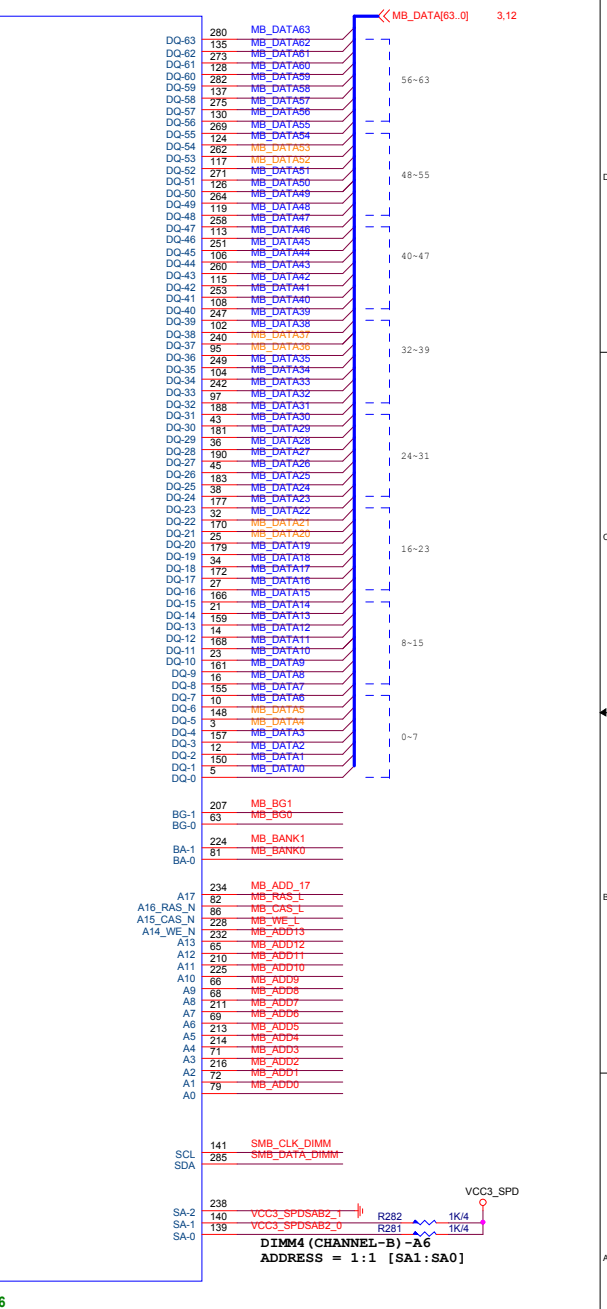 MB_DATA[63..0] 3,12
DQ-63 280 MB_DATA63
DQ-62 135 MB_DATA62
DQ-61 273 MB_DATA61
DQ-60 128 MB_DATA60
DQ-59 282 MB_DATA59
DQ-58 137 MB_DATA58
DQ-57 275 MB_DATA57
DQ-56 130 MB_DATA56
56~63
DQ-55 269 MB_DATA55
DQ-54 124 MB_DATA54
DQ-53 262 MB_DATA53
DQ-52 117 MB_DATA52
DQ-51 271 MB_DATA51
DQ-50 126 MB_DATA50
DQ-49 264 MB_DATA49
DQ-48 119 MB_DATA48
48~55
D
DQ-47 258 MB_DATA47
DQ-46 113 MB_DATA46
DQ-45 251 MB_DATA45
DQ-44 106 MB_DATA44
DQ-43 260 MB_DATA43
DQ-42 115 MB_DATA42
DQ-41 253 MB_DATA41
DQ-40 108 MB_DATA40
40~47
DQ-39 247 MB_DATA39
DQ-38 102 MB_DATA38
DQ-37 240 MB_DATA37
DQ-36 95 MB_DATA36
DQ-35 249 MB_DATA35
DQ-34 104 MB_DATA34
DQ-33 242 MB_DATA33
DQ-32 97 MB_DATA32
32~39
DQ-31 188 MB_DATA31
DQ-30 43 MB_DATA30
DQ-29 181 MB_DATA29
DQ-28 36 MB_DATA28
DQ-27 190 MB_DATA27
DQ-26 45 MB_DATA26
DQ-25 183 MB_DATA25
DQ-24 38 MB_DATA24
24~31
DQ-23 177 MB_DATA23
DQ-22 32 MB_DATA22
DQ-21 170 MB_DATA21
DQ-20 25 MB_DATA20
DQ-19 179 MB_DATA19
DQ-18 34 MB_DATA18
DQ-17 172 MB_DATA17
DQ-16 27 MB_DATA16
16~23
C
DQ-15 166 MB_DATA15
DQ-14 21 MB_DATA14
DQ-13 159 MB_DATA13
DQ-12 14 MB_DATA12
DQ-11 168 MB_DATA11
DQ-10 23 MB_DATA10
DQ-9 161 MB_DATA9
DQ-8 16 MB_DATA8
8~15
DQ-7 155 MB_DATA7
DQ-6 10 MB_DATA6
DQ-5 148 MB_DATA5
DQ-4 3 MB_DATA4
DQ-3 157 MB_DATA3
DQ-2 12 MB_DATA2
DQ-1 150 MB_DATA1
DQ-0 5 MB_DATA0
0~7
BG-1 207 MB_BG1
BG-0 63 MB_BG0
BA-1 224 MB_BANK1
BA-0 81 MB_BANK0
A17 234 MB_ADD_17
A16_RAS_N 82 MB_RAS_L
A15_CAS_N 86 MB_CAS_L
A14_WE_N 228 MB_WE_L
A13 232 MB_ADD13
A12 65 MB_ADD12
A11 210 MB_ADD11
A10 225 MB_ADD10
A9 66 MB_ADD9
A8 68 MB_ADD8
A7 211 MB_ADD7
A6 69 MB_ADD6
A5 213 MB_ADD5
A4 214 MB_ADD4
A3 71 MB_ADD3
A2 216 MB_ADD2
A1 72 MB_ADD1
A0 79 MB_ADD0
B
SCL 141 SMB_CLK_DIMM
SDA 285 SMB_DATA_DIMM
VCC3_SPD
SA-2 238
SA-1 140 VCC3_SPDSAB2_1 R282 1K/4
SA-0 139 VCC3_SPDSAB2_0 R281 1K/4
DIMM4(CHANNEL-B)-A6
ADDRESS = 1:1 [SA1:SA0]
A
6